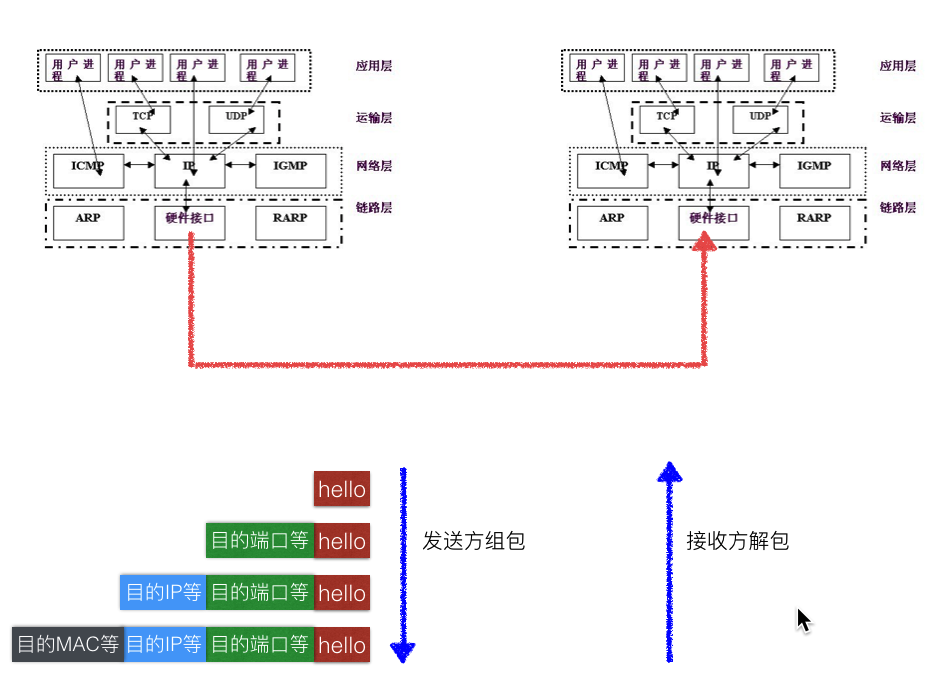 用户进程 用户进程 用户进程 用户进程 应用层
TCP UDP 运输层
ICMP IP IGMP 网络层
ARP 硬件接口 RARP 链路层
用户进程 用户进程 用户进程 用户进程 应用层
TCP UDP 运输层
ICMP IP IGMP 网络层
ARP 硬件接口 RARP 链路层
hello
目的端口等 hello
目的IP等 目的端口等 hello
目的MAC等 目的IP等 目的端口等 hello
发送方组包
接收方解包